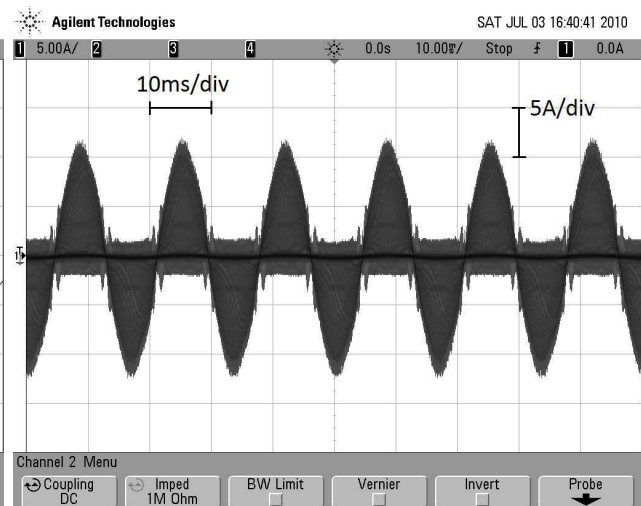 Agilent Technologies SAT JUL 03 16:40:41 2010
1 5.00A/ 2 3 4 0.0s 10.00ms/ Stop 1 0.0A
10ms/div
5A/div
1
Channel 2 Menu
Coupling Imped BW Limit Vernier Invert Probe
DC 1M Ohm